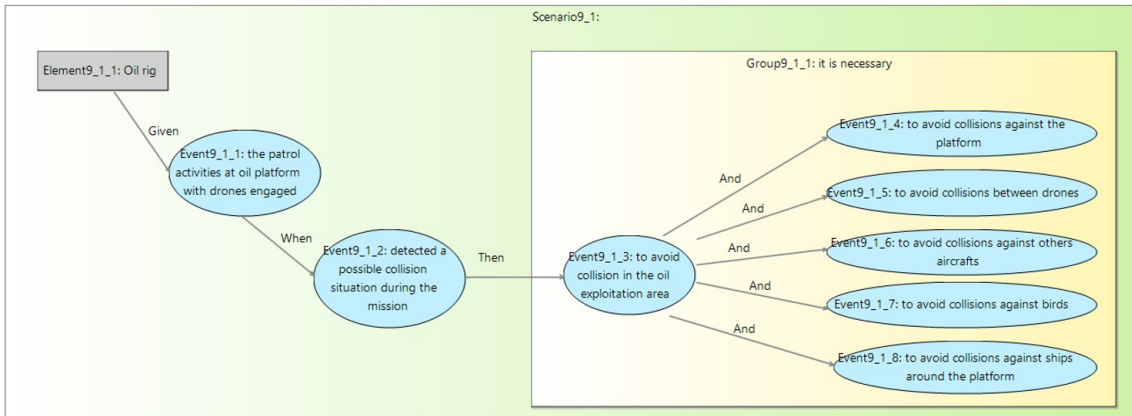 Scenario9_1:
Element9_1_1: Oil rig
Given
Event9_1_1: the patrol
activities at oil platform
with drones engaged
When
Event9_1_2: detected a
possible collision
situation during the
mission
Then
Group9_1_1: it is necessary
Event9_1_3: to avoid
collision in the oil
exploitation area
And
Event9_1_4: to avoid collisions against the
platform
And
Event9_1_5: to avoid collisions between drones
And
Event9_1_6: to avoid collisions against others
aircrafts
And
Event9_1_7: to avoid collisions against birds
And
Event9_1_8: to avoid collisions against ships
around the platform